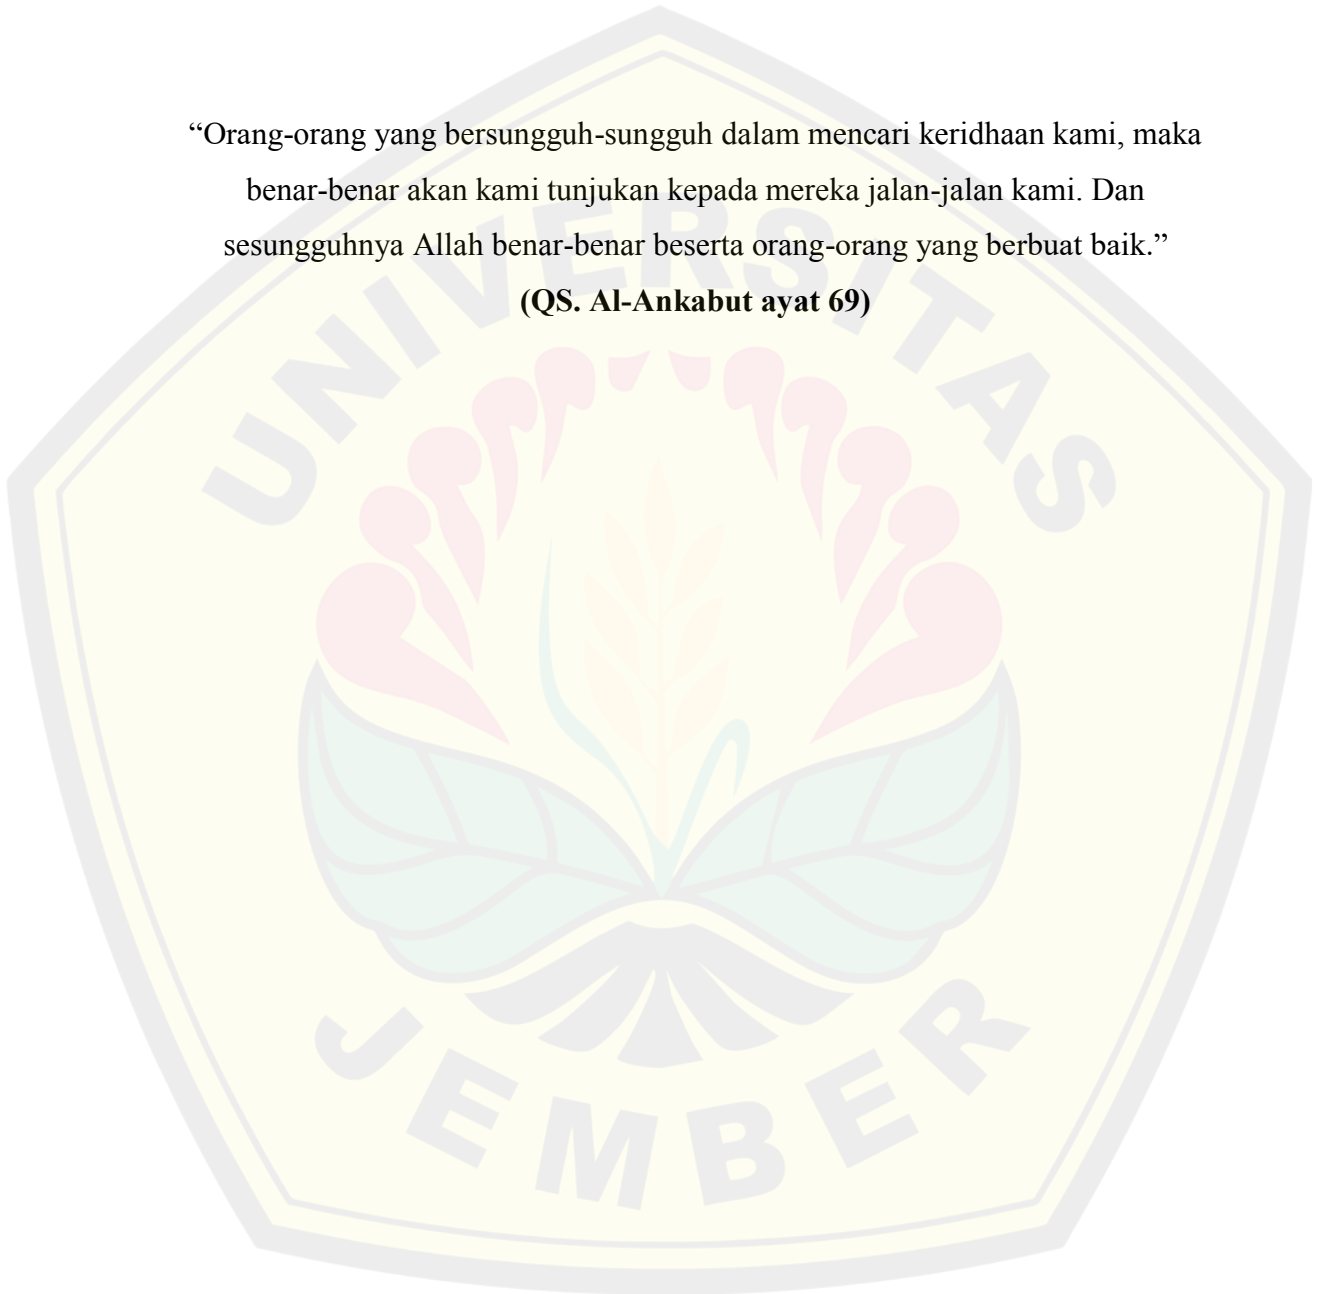 “Orang-orang yang bersungguh-sungguh dalam mencari keridhaan kami, maka
benar-benar akan kami tunjukan kepada mereka jalan-jalan kami. Dan
sesungguhnya Allah benar-benar beserta orang-orang yang berbuat baik.”
(QS. Al-Ankabut ayat 69)
UNIVERSITAS
JEMBER